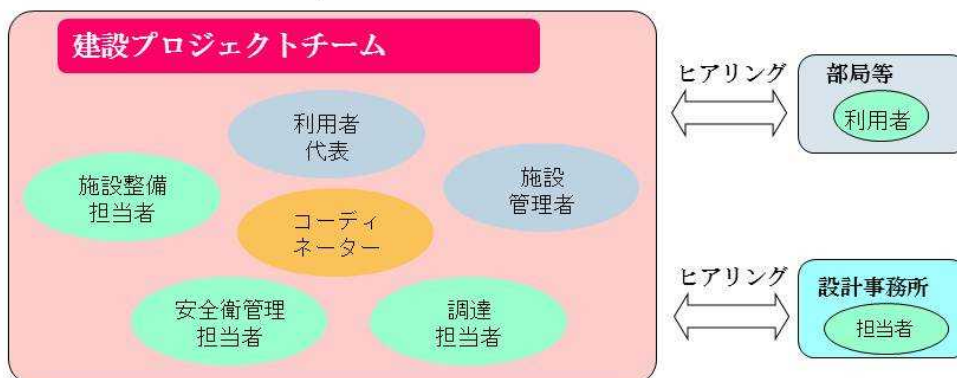 建設プロジェクトチーム
利用者
代表
施設整備
担当者
施設
管理者
コーディ
ネーター
安全衛管理
担当者
調達
担当者
ヒアリング
部局等
利用者
ヒアリング
設計事務所
担当者